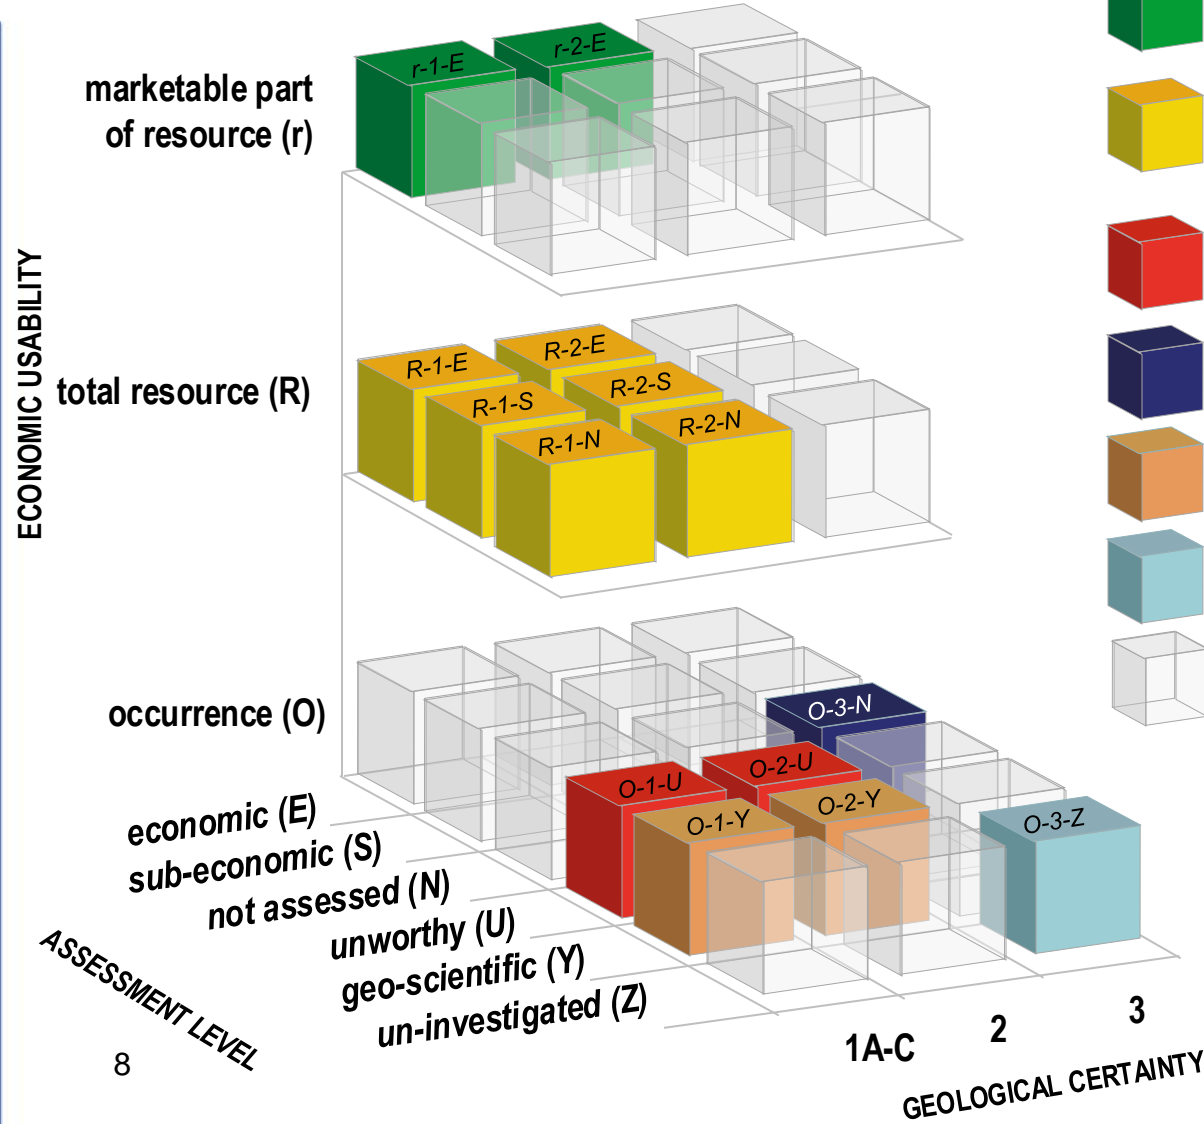 r-1-E
r-2-E
marketable part
of resource (r)
ECONOMIC USABILITY
total resource (R)
R-1-E
R-2-E
R-1-S
R-2-S
R-1-N
R-2-N
occurrence (O)
O-3-N
O-1-U
O-2-U
O-1-Y
O-2-Y
O-3-Z
economic (E)
sub-economic (S)
not assessed (N)
unworthy (U)
geo-scientific (Y)
un-investigated (Z)
ASSESSMENT LEVEL
8
1A-C
2
3
GEOLOGICAL CERTAINTY